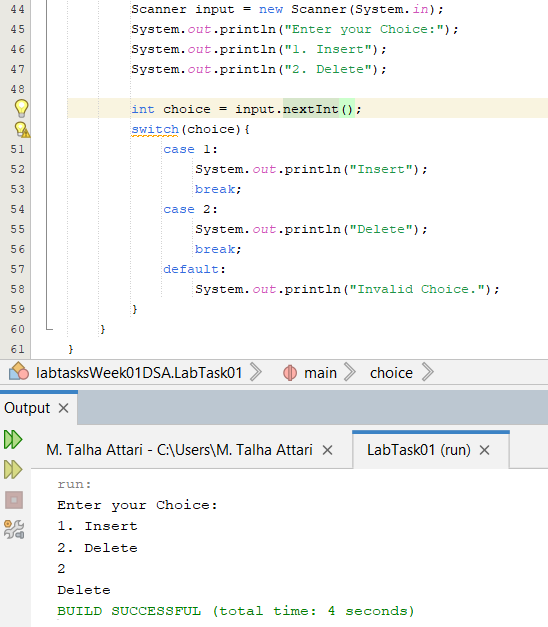 44 Scanner input = new Scanner(System.in);
45 System.out.println("Enter your Choice:");
46 System.out.println("1. Insert");
47 System.out.println("2. Delete");
48
int choice = input.nextInt();
switch(choice){
51 case 1:
52 System.out.println("Insert");
53 break;
54 case 2:
55 System.out.println("Delete");
56 break;
57 default:
58 System.out.println("Invalid Choice.");
59 }
60 }
61 }
labtasksWeek01DSA.LabTask01 main choice
Output ×
M. Talha Attari - C:\Users\M. Talha Attari × LabTask01 (run) ×
run:
Enter your Choice:
1. Insert
2. Delete
2
Delete
BUILD SUCCESSFUL (total time: 4 seconds)